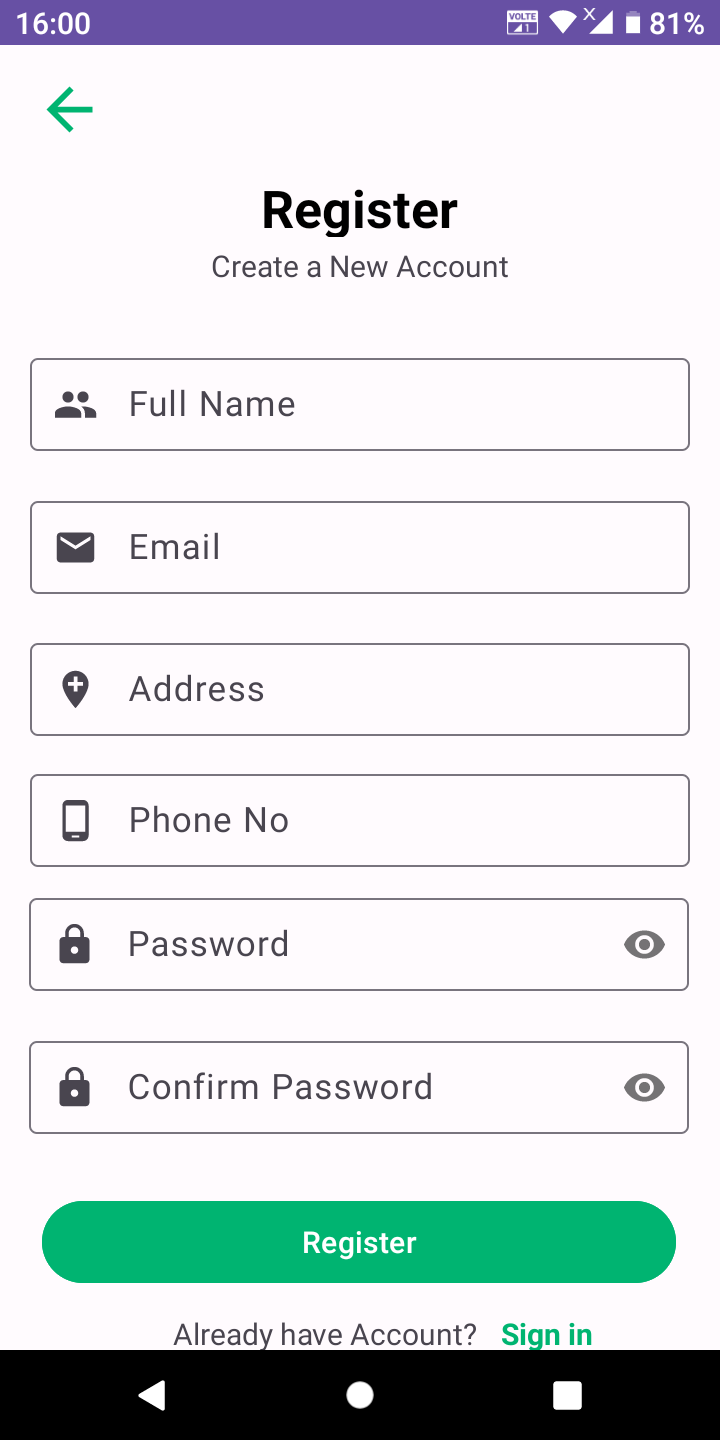 16:00 VOLTE 1 X 81%
Register
Create a New Account
Full Name
Email
Address
Phone No
Password
Confirm Password
Register
Already have Account? Sign in